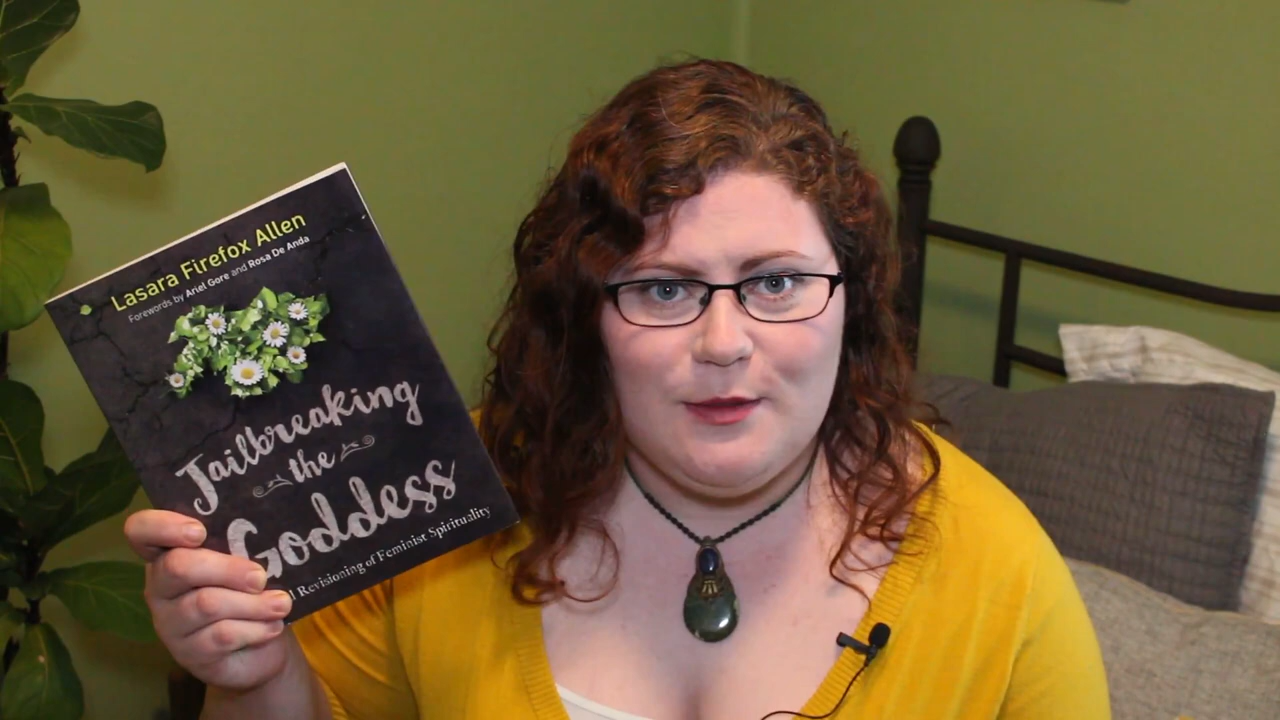 Lasara Firefox Allen
Forewords by Ariel Gore and Rosa De Anda
Jailbreaking
the
Goddess
Revisioning of Feminist Spirituality